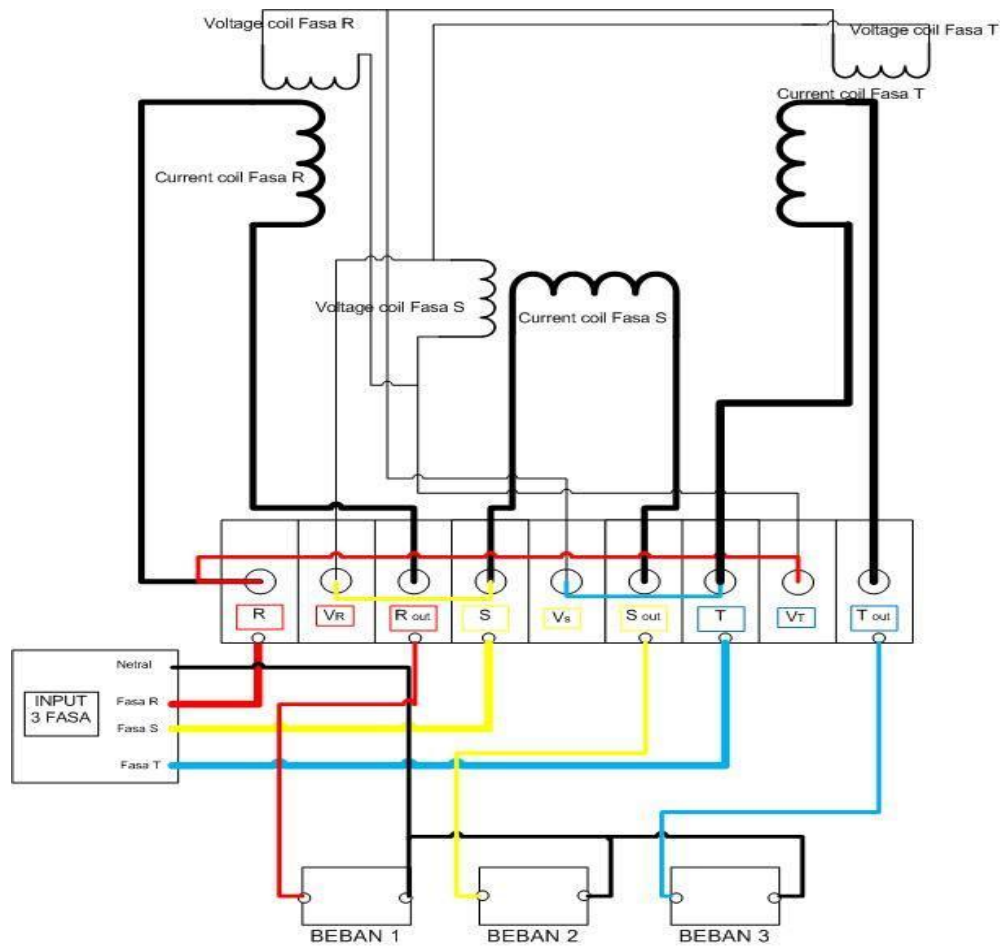 Voltage coil Fasa R
Voltage coil Fasa T
Current coil Fasa T
Current coil Fasa R
Voltage coil Fasa S
Current coil Fasa S
R
VR
R out
S
Vs
S out
T
VT
T out
INPUT
3 FASA
Netral
Fasa R
Fasa S
Fasa T
BEBAN 1
BEBAN 2
BEBAN 3